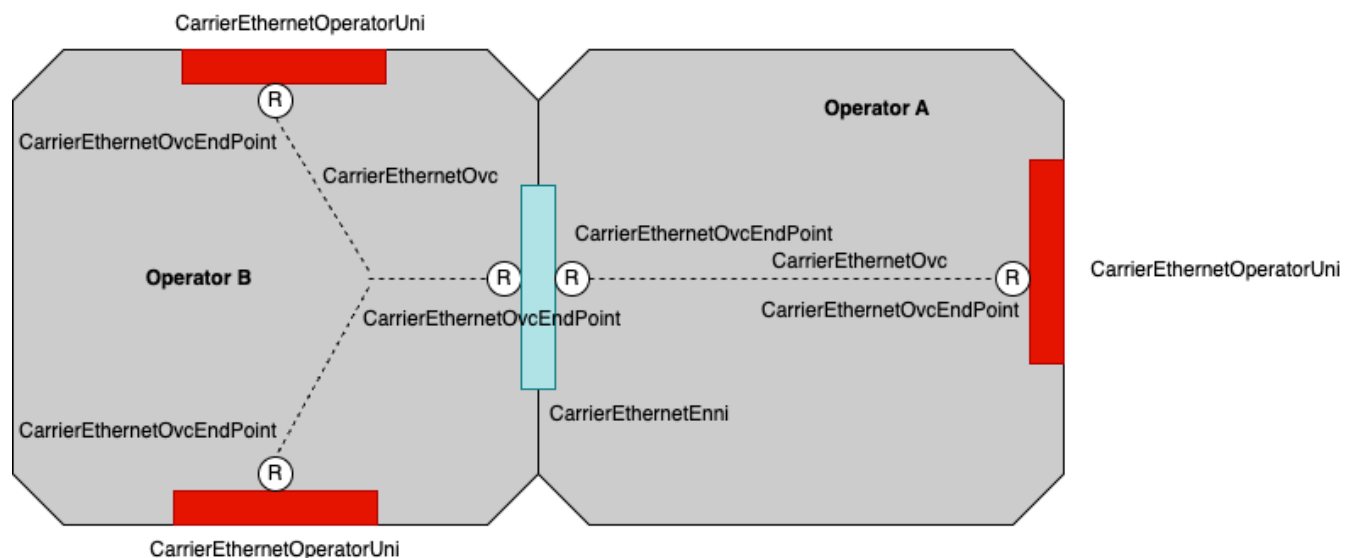 CarrierEthernetOperatorUni
R
Operator A
CarrierEthernetOvcEndPoint
CarrierEthernetOvc
CarrierEthernetOvcEndPoint
CarrierEthernetOvc
Operator B
R
R
R
CarrierEthernetOperatorUni
CarrierEthernetOvcEndPoint
CarrierEthernetOvcEndPoint
CarrierEthernetEnni
CarrierEthernetOvcEndPoint
R
CarrierEthernetOperatorUni